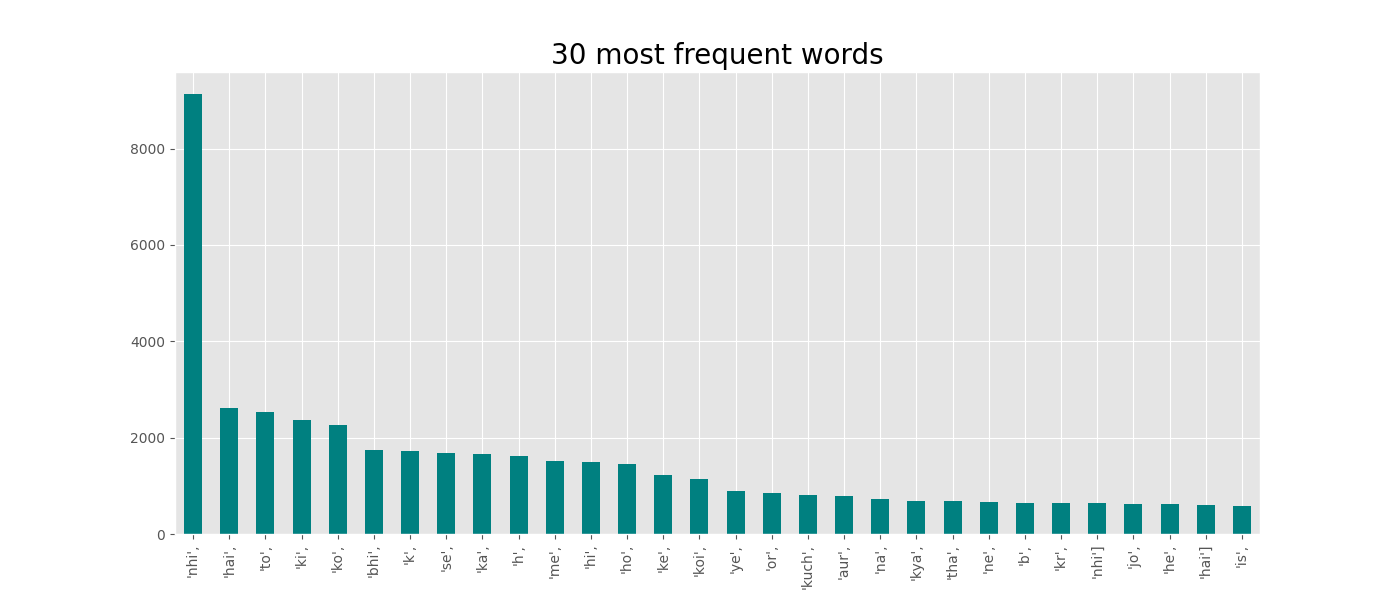 30 most frequent words
8000
6000
4000
2000
0
'nhi',
'hai',
'to',
'ki',
'ko',
'bhi',
'k',
'se',
'ka',
'h',
'me',
'hi',
'ho',
'ke',
'koi',
'ye',
'or',
'kuch',
'aur',
'na',
'kya',
'tha',
'ne',
'b',
'kr',
'nhi']
'jo',
'he',
'hai']
'is',